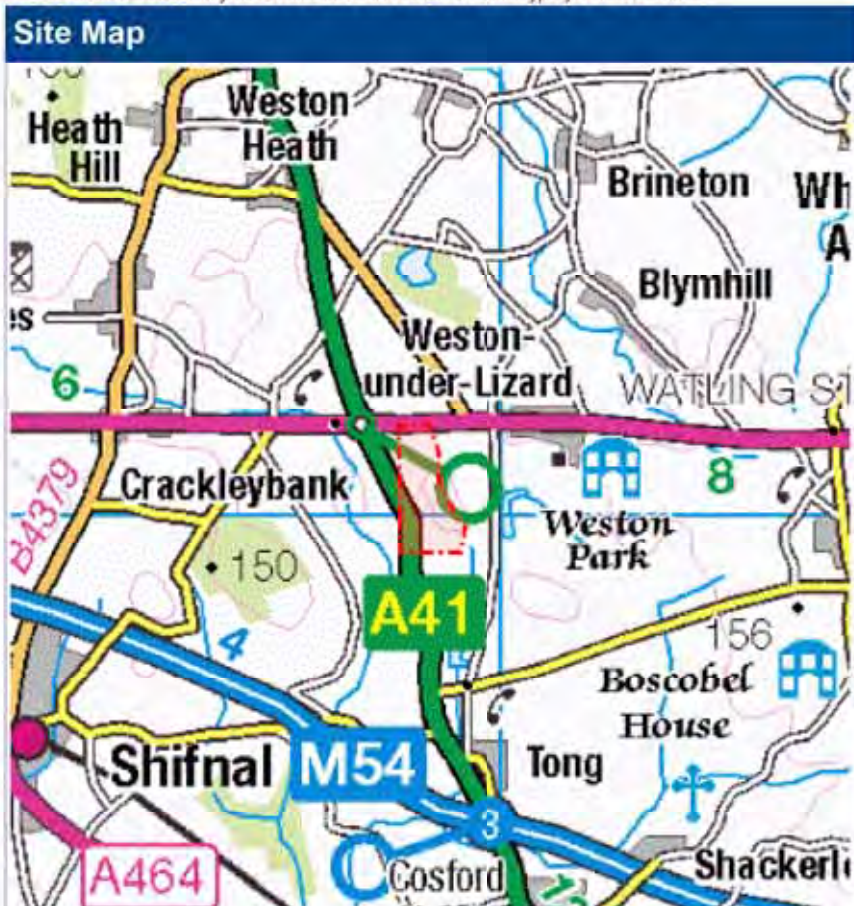 Site Map
Weston
Heath
Heath
Hill
Brineton
Wh
A
Blymhill
es
Weston-
under-Lizard
6
WATLING ST
8
B4379
Crackleybank
Weston
Park
150
A41
4
156
Boscobel
House
Shifnal
M54
Tong
3
A464
Cosford
Shackerl